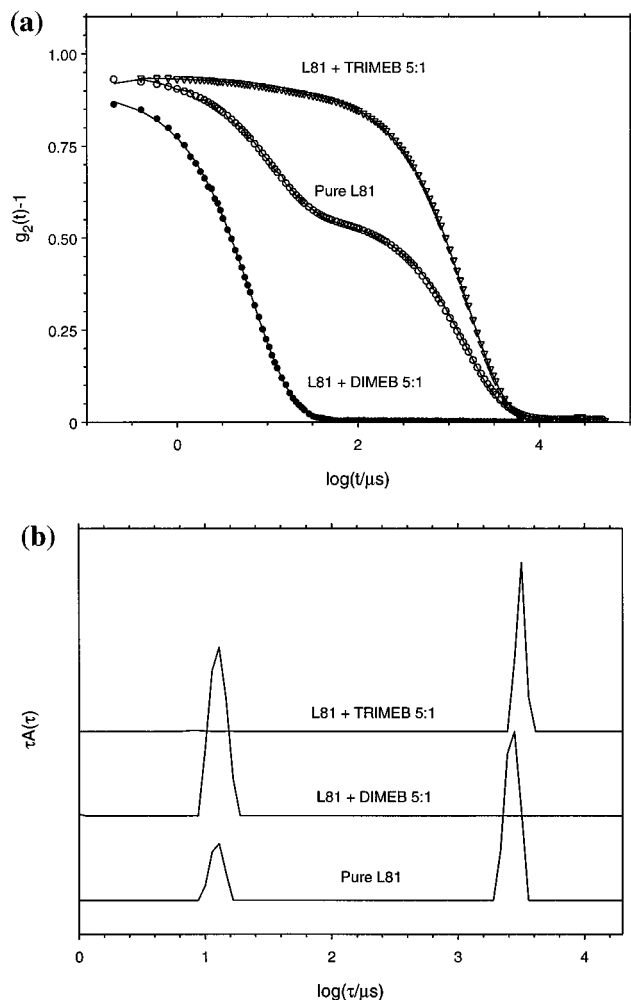 (a)
1.00
0.75
0.50
0.25
0
g₂(t)-1
L81 + TRIMEB 5:1
Pure L81
L81 + DIMEB 5:1
0 2 4
log(t/µs)
(b)
τA(τ)
L81 + TRIMEB 5:1
L81 + DIMEB 5:1
Pure L81
0 1 2 3 4
log(τ/µs)